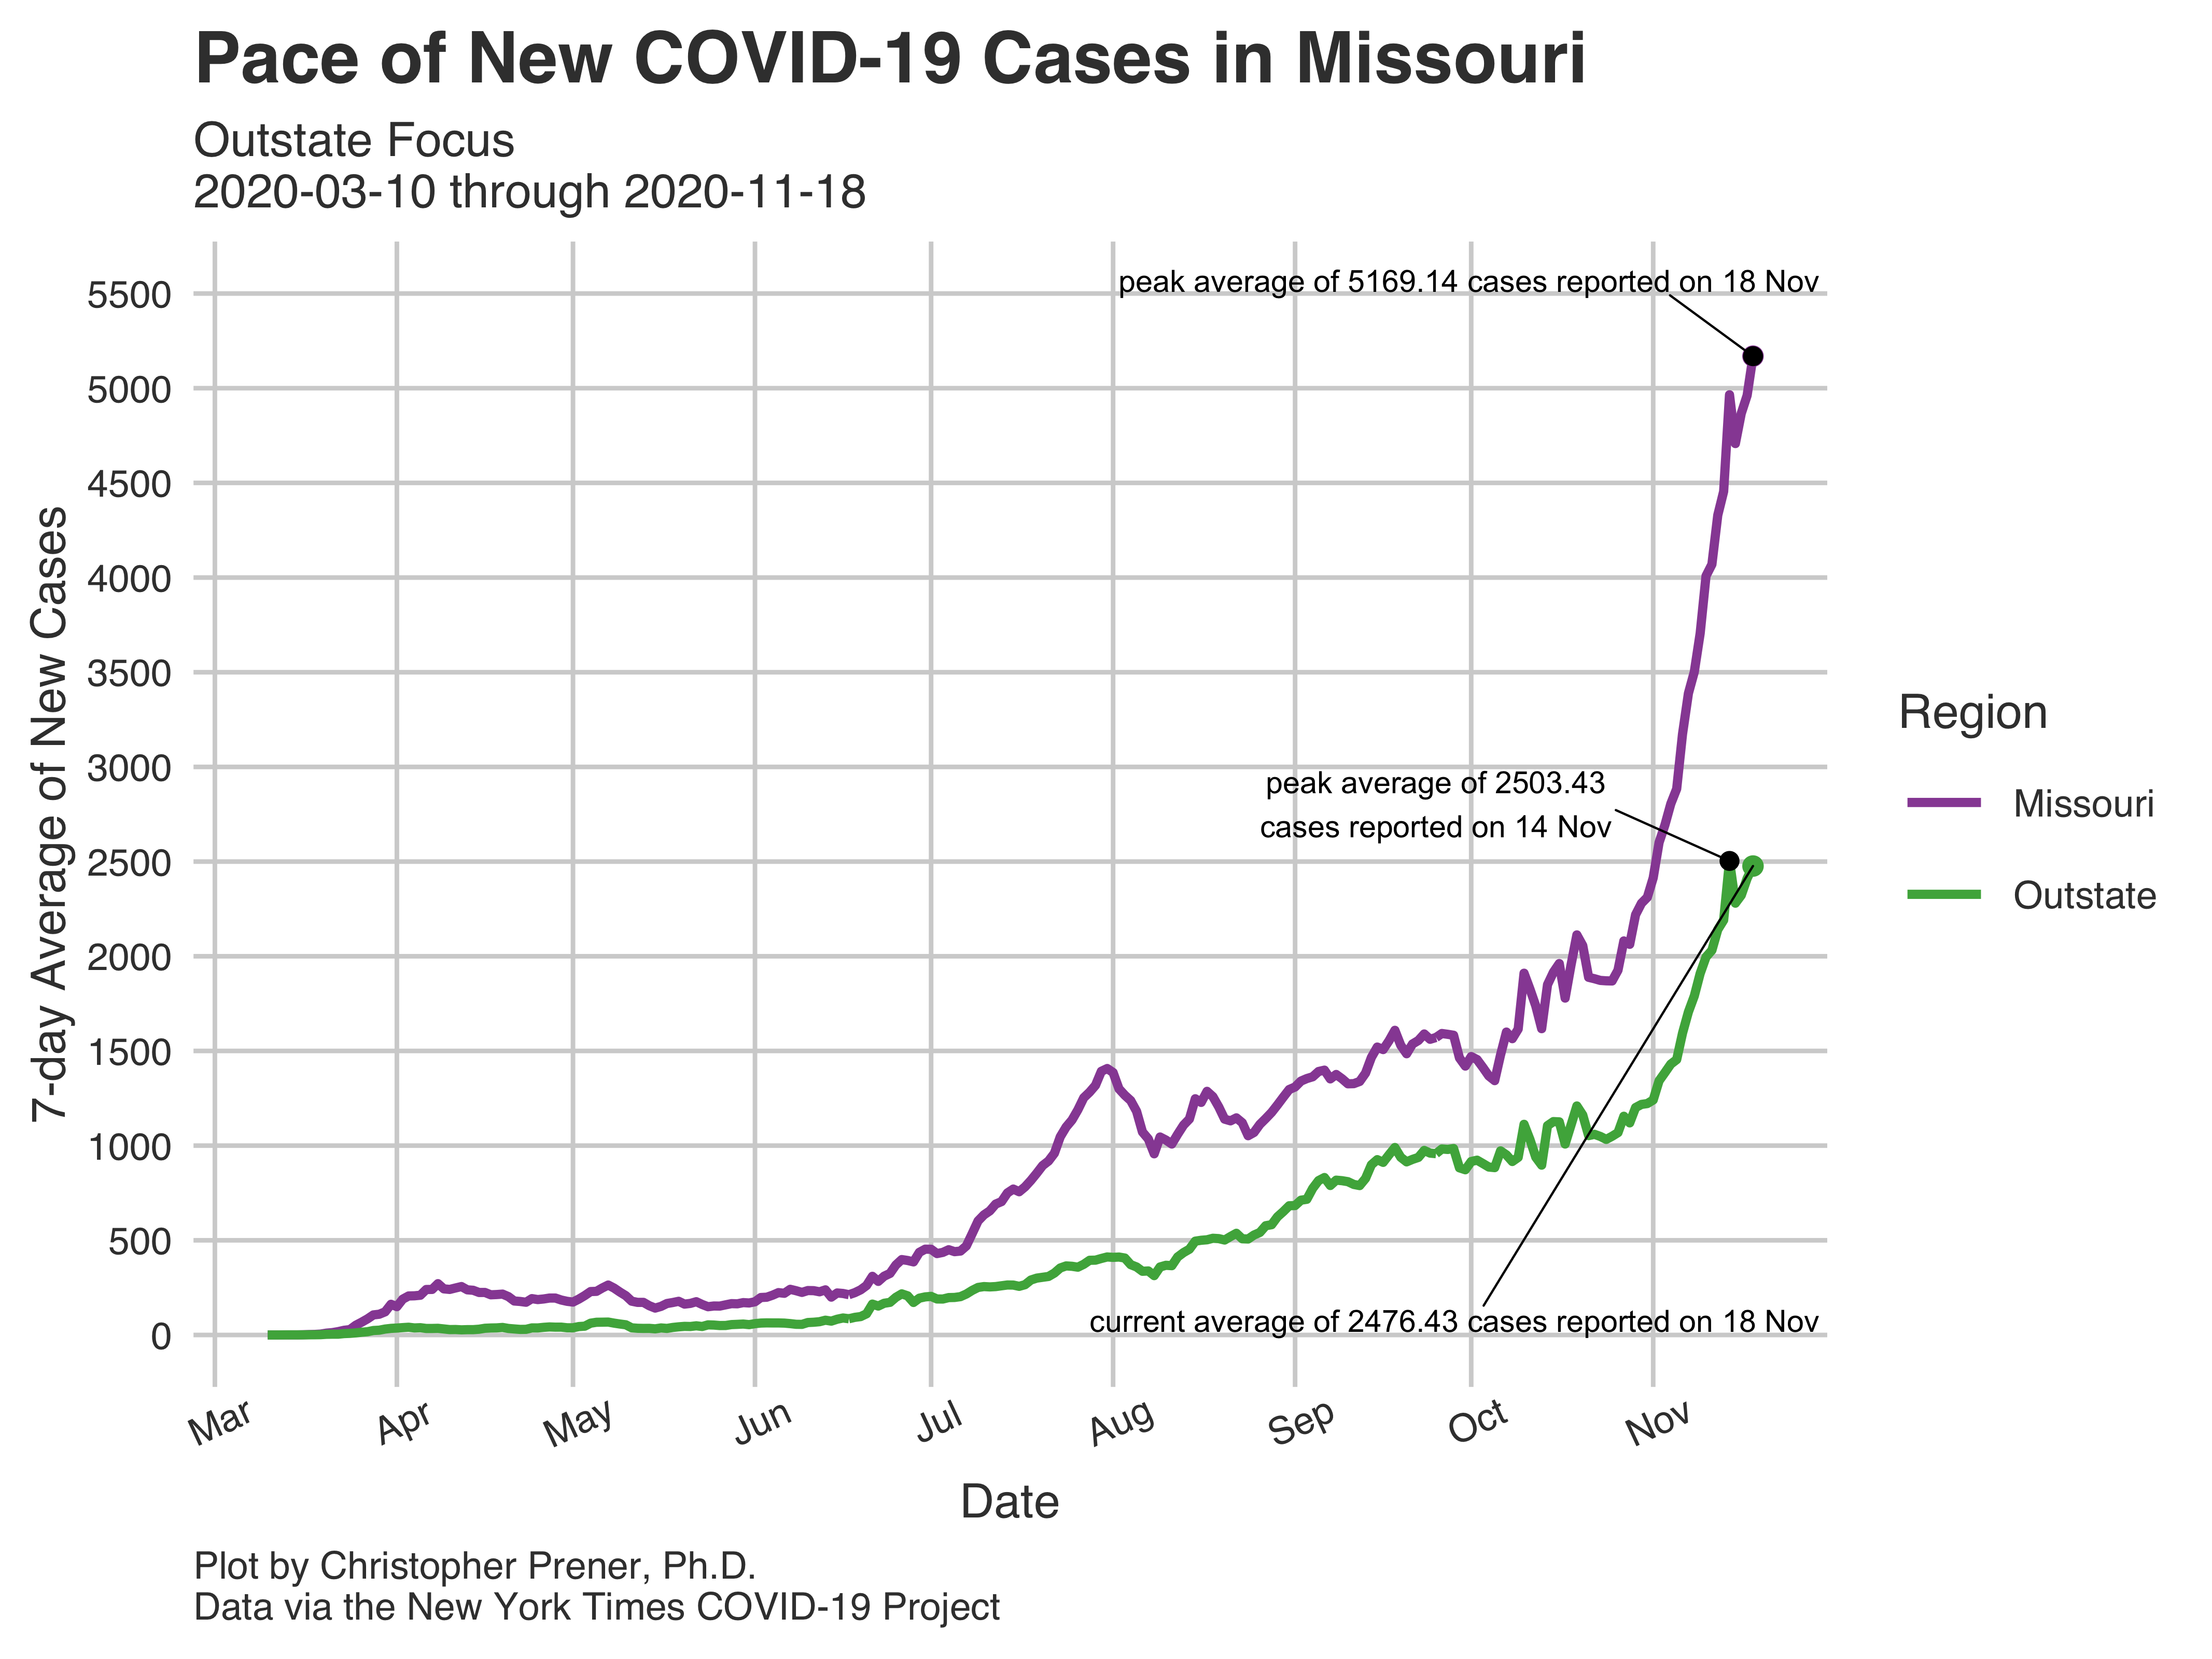 Pace of New COVID-19 Cases in Missouri
Outstate Focus
2020-03-10 through 2020-11-18
7-day Average of New Cases
5500
5000
4500
4000
3500
3000
2500
2000
1500
1000
500
0
peak average of 5169.14 cases reported on 18 Nov
peak average of 2503.43
cases reported on 14 Nov
current average of 2476.43 cases reported on 18 Nov
Region
Missouri
Outstate
Mar
Apr
May
Jun
Jul
Aug
Sep
Oct
Nov
Date
Plot by Christopher Prener, Ph.D.
Data via the New York Times COVID-19 Project